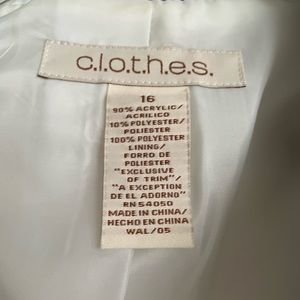 c.l.o.t.h.e.s.
16
90% ACRYLIC/
ACRILICO
10% POLYESTER/
POLIESTER
100% POLYESTER
LINING/
FORRO DE
POLIESTER
"EXCLUSIVE
OF TRIM"/
"A EXCEPTION
DE EL ADORNO"
RN 54050
MADE IN CHINA/
HECHO EN CHINA
WAL/05